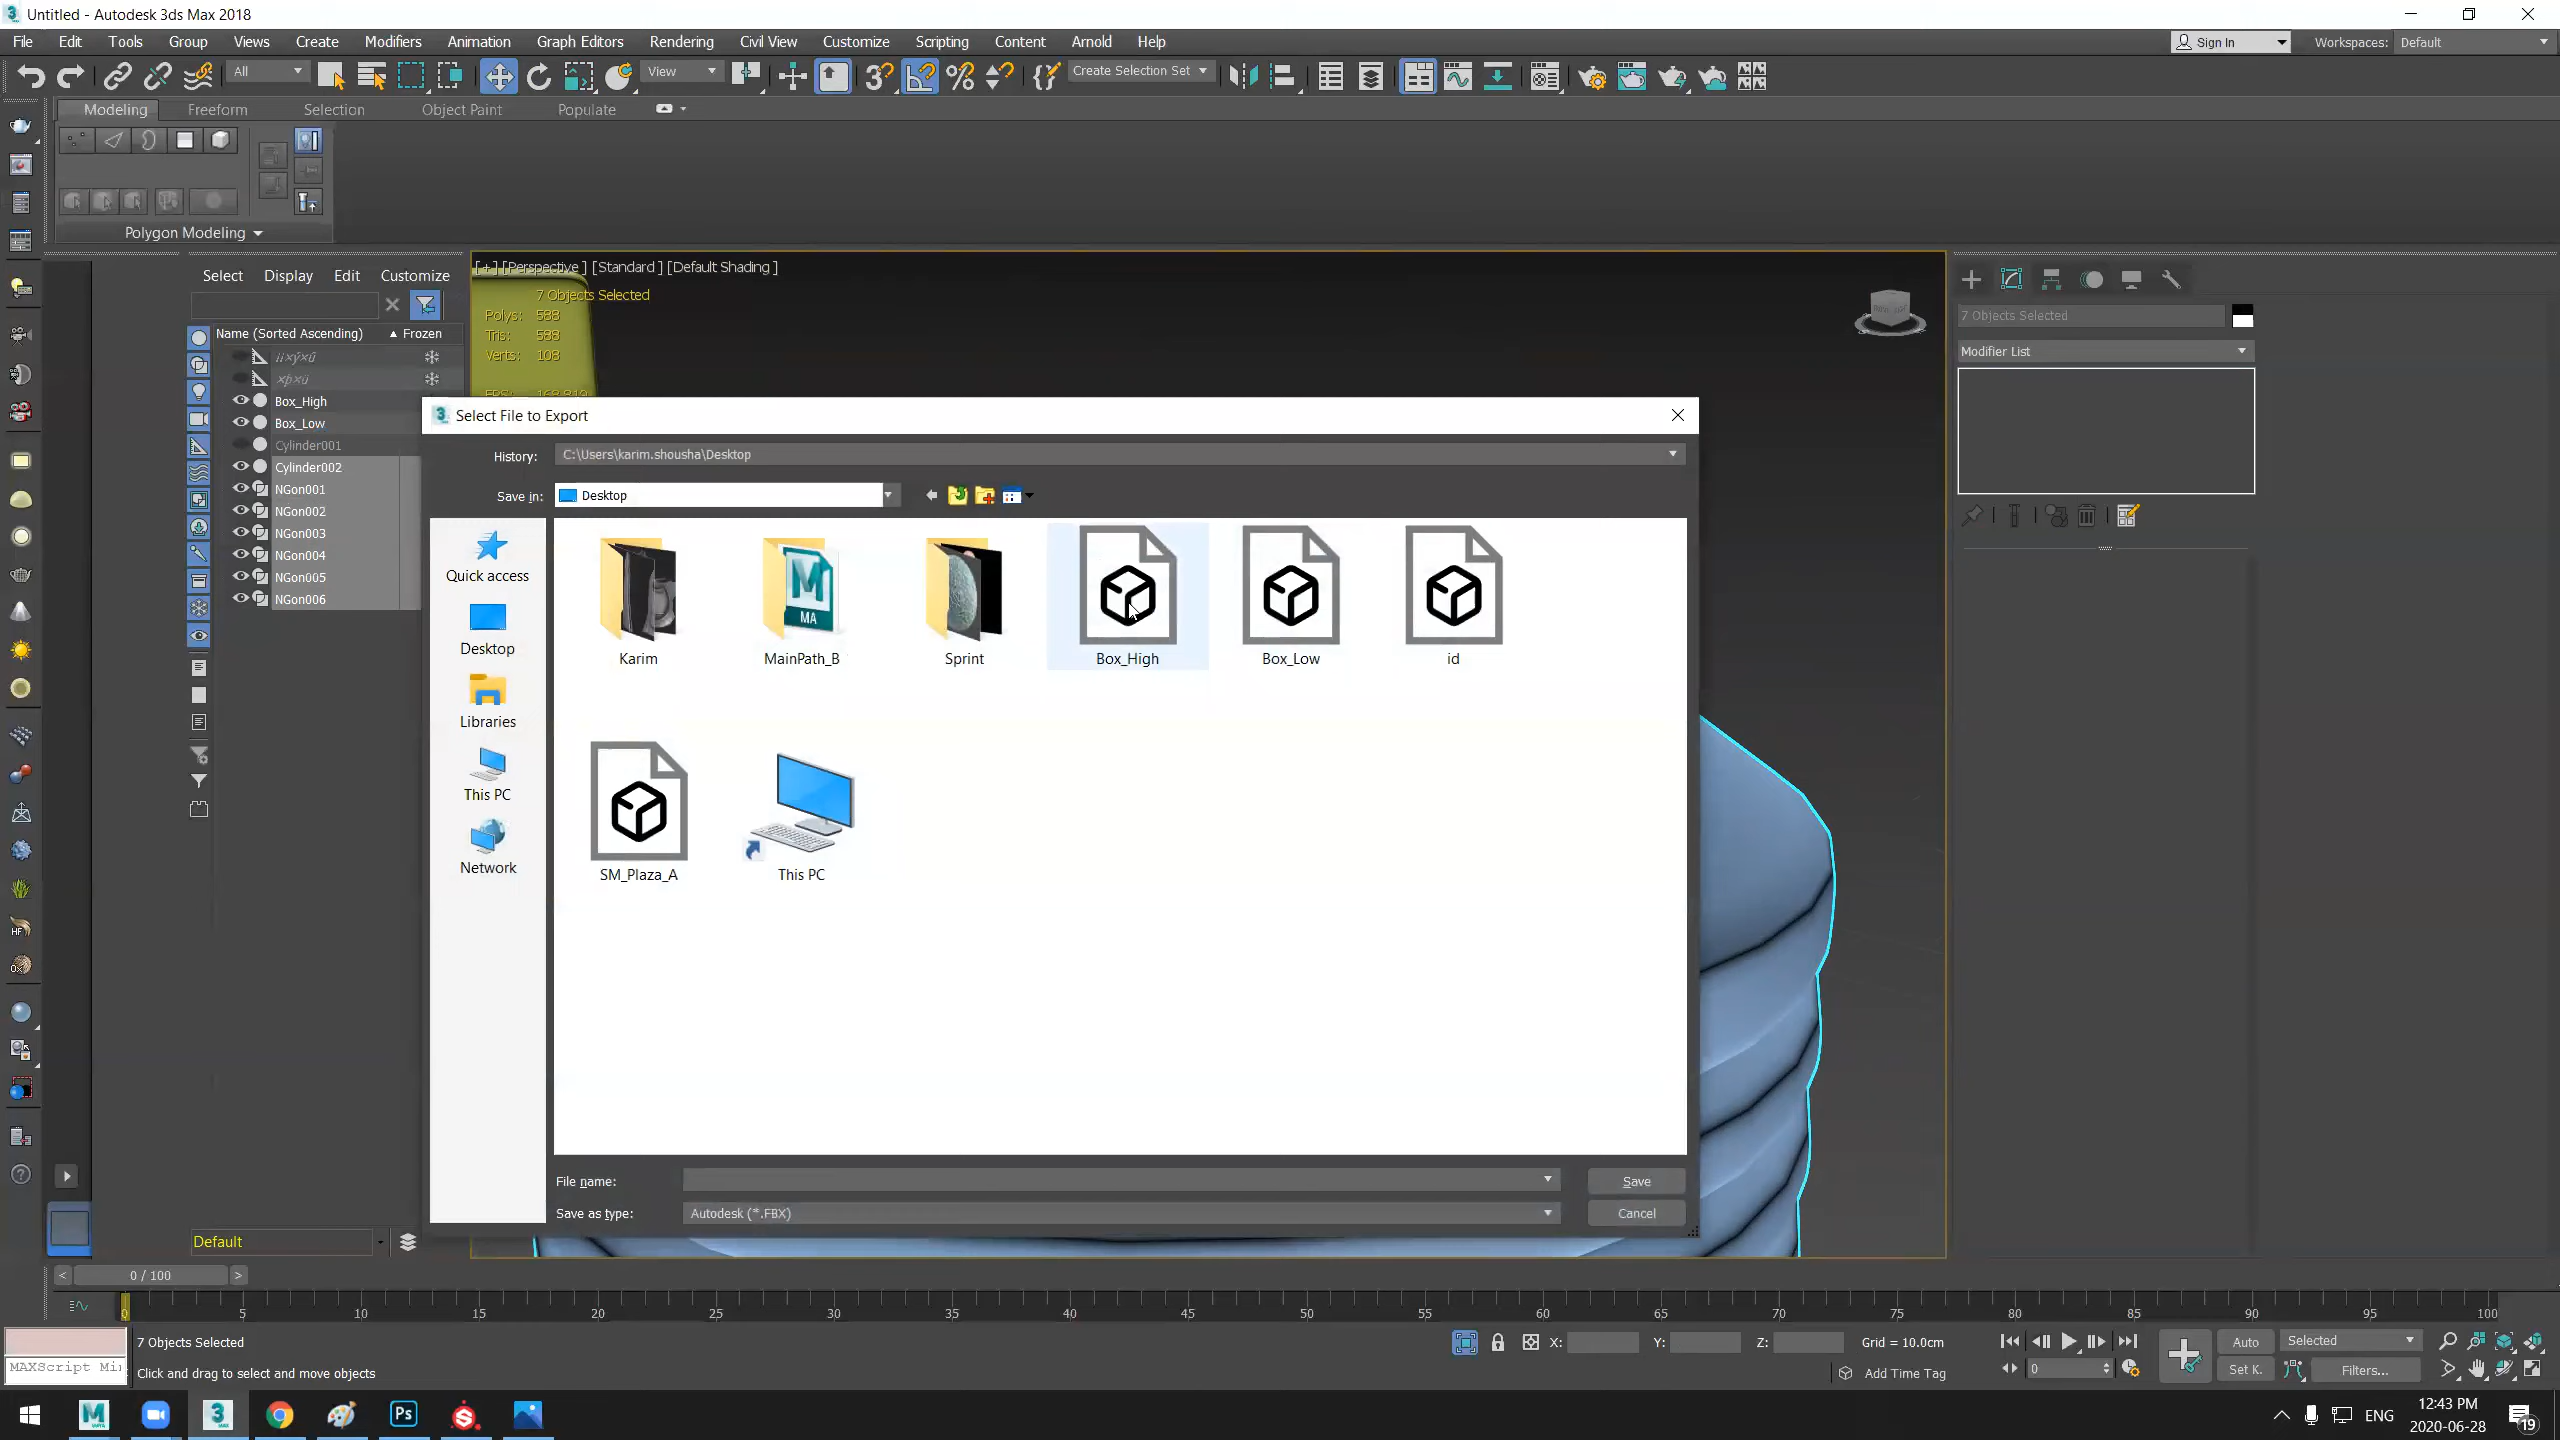 Untitled - Autodesk 3ds Max 2018
File Edit Tools Group Views Create Modifiers Animation Graph Editors Rendering Civil View Customize Scripting Content Arnold Help
Sign In Workspaces: Default
All View Create Selection Set
Modeling Freeform Selection Object Paint Populate
Polygon Modeling
Select Display Edit Customize
Name (Sorted Ascending) Frozen
Box_High
Box_Low
Cylinder001
Cylinder002
NGon001
NGon002
NGon003
NGon004
NGon005
NGon006
[+] [Perspective ] [Standard ] [Default Shading ]
7 Objects Selected
Polys: 588
Tris: 588
Verts: 108
7 Objects Selected
Modifier List
Select File to Export
History: C:\Users\karim.shousha\Desktop
Save in: Desktop
Quick access
Desktop
Libraries
This PC
Network
Karim
MainPath_B
MA
Sprint
Box_High
Box_Low
id
SM_Plaza_A
This PC
File name:
Save
Save as type: Autodesk (*.FBX)
Cancel
Default
< 0 / 100 >
0 5 10 15 20 25 30 35 40 45 50 55 60 65 70 75 80 85 90 95 100
7 Objects Selected
X: Y: Z: Grid = 10.0cm
Auto Selected
MAXScript Mi
Click and drag to select and move objects
Add Time Tag
0
Set K. Filters...
ENG
12:43 PM
2020-06-28
19